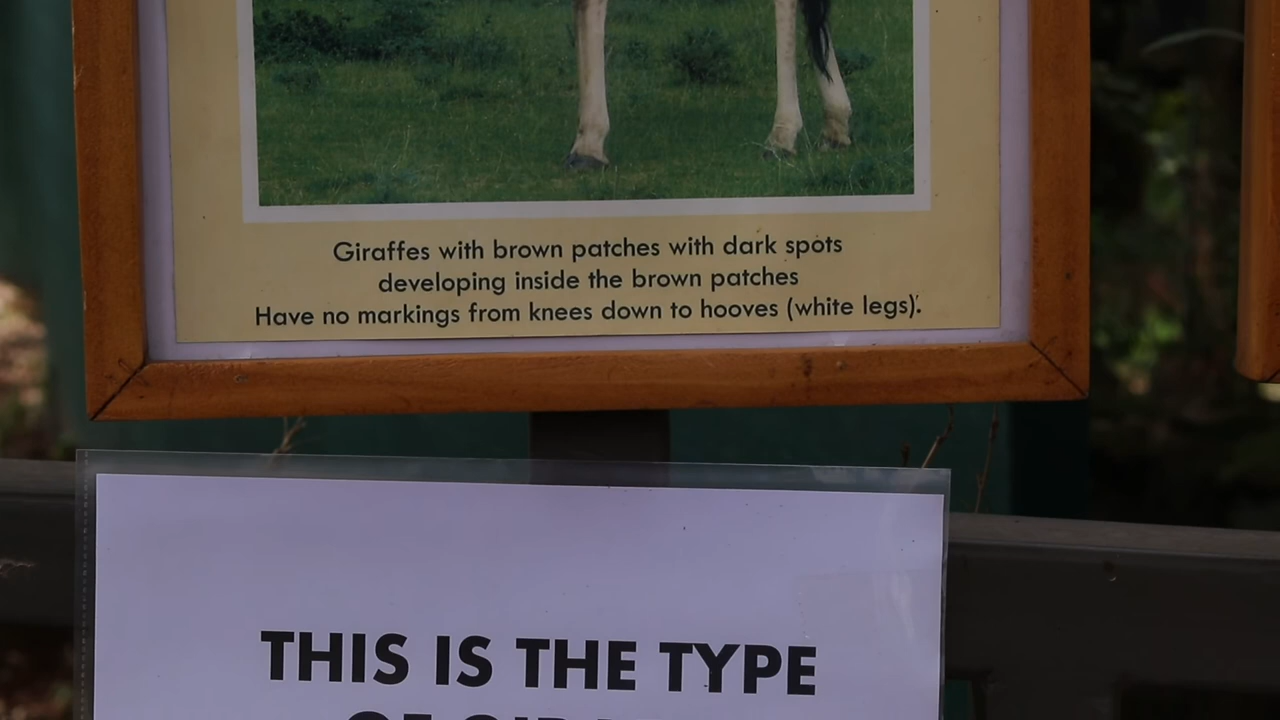 Giraffes with brown patches with dark spots
developing inside the brown patches
Have no markings from knees down to hooves (white legs).
THIS IS THE TYPE